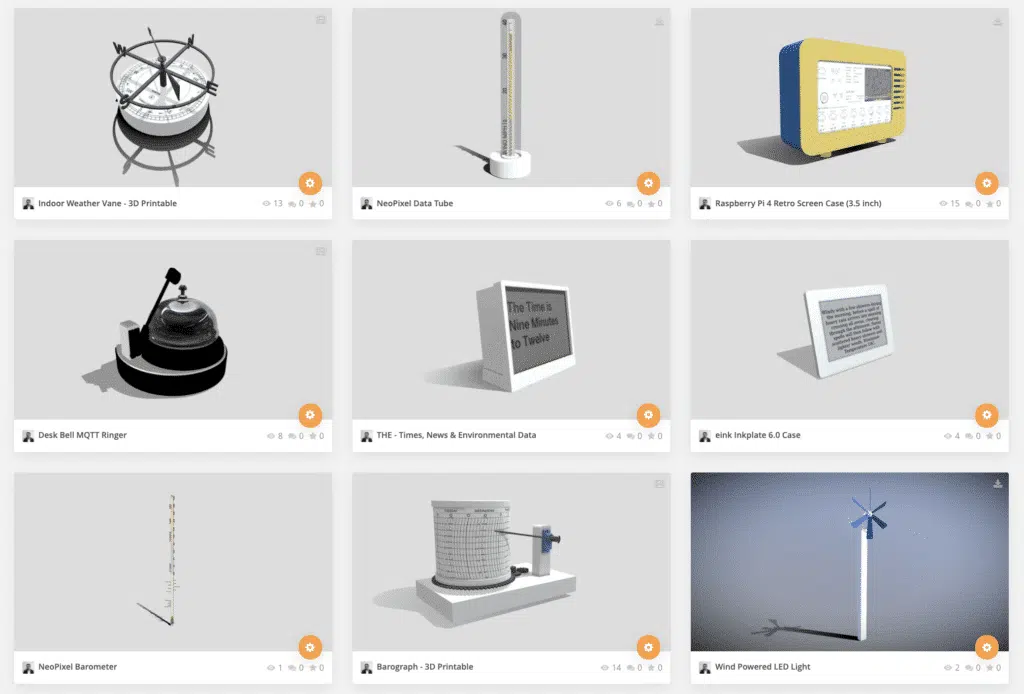 Indoor Weather Vane - 3D Printable 13 0 0
NeoPixel Data Tube 6 0 0
Raspberry Pi 4 Retro Screen Case (3.5 inch) 15 0 0
The Time is
Nine Minutes
to Twelve
Desk Bell MQTT Ringer 8 0 0
THE - Times, News & Environmental Data 4 0 0
eink Inkplate 6.0 Case 4 0 0
NeoPixel Barometer 1 0 0
Barograph - 3D Printable 14 0 0
Wind Powered LED Light 2 0 0